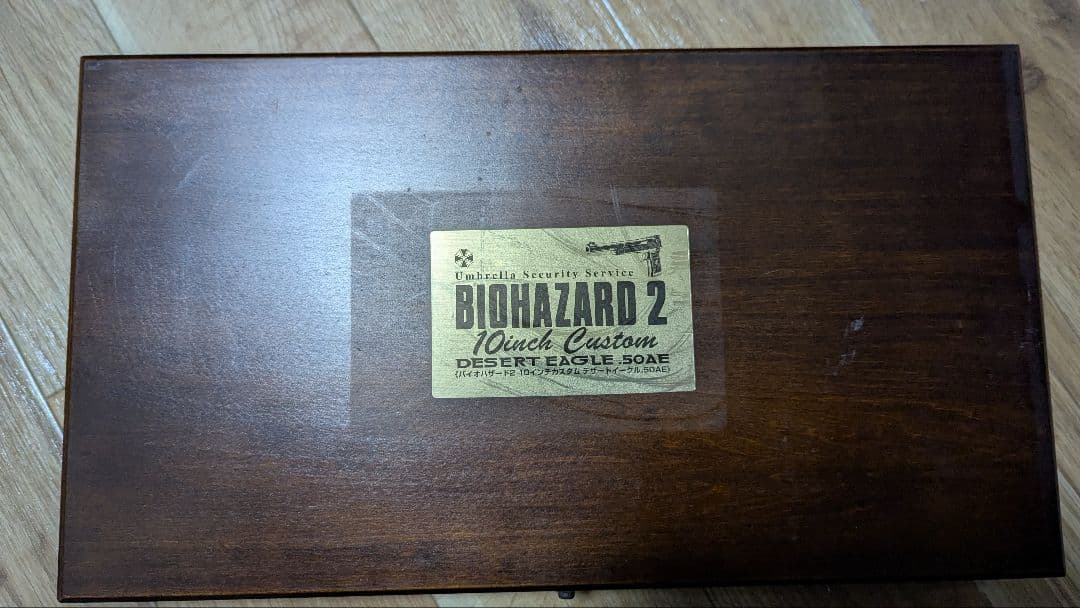 Umbrella Security Service
BIOHAZARD 2
10inch Custom
DESERT EAGLE .50AE
(バイオハザード2 10インチカスタム デザートイーグル.50AE)